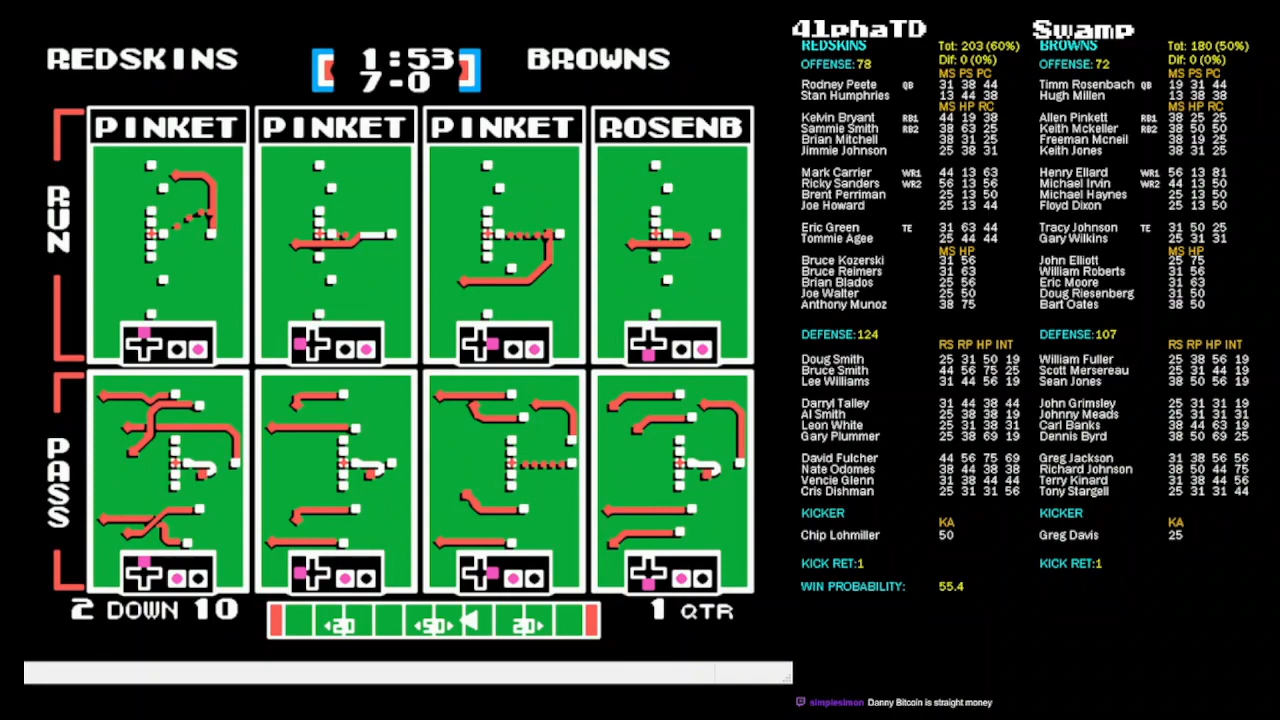 REDSKINS 1:53 BROWNS
7-0
PINKET PINKET PINKET ROSENB
RUN
PASS
2 DOWN 10 1 QTR
20 50 20
4lphaTD
REDSKINS Tot: 203 (60%)
Dif: 0 (0%)
OFFENSE:78
MS PS PC
Rodney Peete QB 31 38 44
Stan Humphries 13 44 38
MS HP RC
Kelvin Bryant RB1 44 19 38
Sammie Smith RB2 38 63 25
Brian Mitchell 38 31 25
Jimmie Johnson 25 38 31
Mark Carrier WR1 44 13 63
Ricky Sanders WR2 56 13 56
Brent Perriman 25 13 50
Joe Howard 25 13 44
Eric Green TE 31 63 44
Tommie Agee 25 44 44
MS HP
Bruce Kozerski 31 56
Bruce Reimers 31 63
Brian Blados 25 56
Joe Walter 25 50
Anthony Munoz 38 75
DEFENSE:124
RS RP HP INT
Doug Smith 25 31 50 19
Bruce Smith 44 56 75 25
Lee Williams 31 44 56 19
Darryl Talley 31 44 38 44
Al Smith 25 38 38 19
Leon White 25 31 38 31
Gary Plummer 25 38 69 19
David Fulcher 44 56 75 69
Nate Odomes 38 44 38 38
Vencie Glenn 31 38 44 44
Cris Dishman 25 31 31 56
KICKER
KA
Chip Lohmiller 50
KICK RET:1
WIN PROBABILITY: 55.4
Swamp
BROWNS Tot: 180 (50%)
Dif: 0 (0%)
OFFENSE: 72
MS PS PC
Timm Rosenbach QB 19 31 44
Hugh Millen 13 38 38
MS HP RC
Allen Pinkett RB1 38 25 25
Keith Mckeller RB2 38 50 50
Freeman Mcneil 38 19 25
Keith Jones 38 31 25
Henry Ellard WR1 56 13 81
Michael Irvin WR2 44 13 50
Michael Haynes 25 13 50
Floyd Dixon 25 13 50
Tracy Johnson TE 31 50 25
Gary Wilkins 25 31 31
MS HP
John Elliott 25 75
William Roberts 31 56
Eric Moore 31 63
Doug Riesenberg 31 50
Bart Oates 38 50
DEFENSE:107
RS RP HP INT
William Fuller 25 38 56 19
Scott Mersereau 25 31 44 19
Sean Jones 38 50 56 19
John Grimsley 25 31 31 19
Johnny Meads 25 31 31 31
Carl Banks 38 44 63 19
Dennis Byrd 38 50 69 25
Greg Jackson 31 38 56 56
Richard Johnson 38 50 44 75
Terry Kinard 31 38 44 56
Tony Stargell 25 31 31 44
KICKER
KA
Greg Davis 25
KICK RET:1
simplesimon Danny Bitcoin is straight money